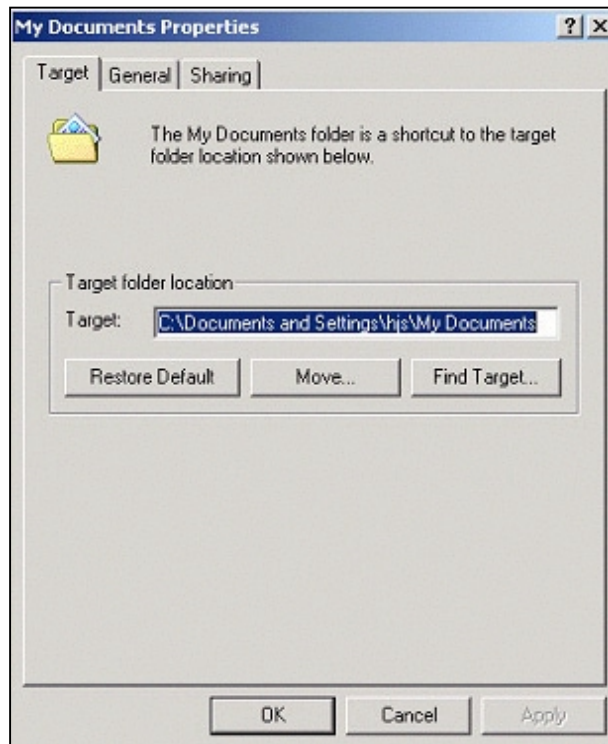 My Documents Properties
Target General Sharing
The My Documents folder is a shortcut to the target
folder location shown below.
Target folder location
Target: C:\Documents and Settings\hjs\My Documents
Restore Default Move... Find Target...
OK Cancel Apply